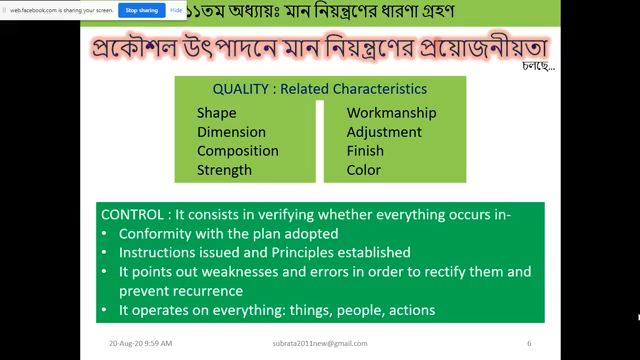 web.facebook.com is sharing your screen. Stop sharing Hide
১১তম অধ্যায়ঃ মান নিয়ন্ত্রণের ধারণা গ্রহণ
প্রকৌশল উৎপাদনে মান নিয়ন্ত্রণের প্রয়োজনীয়তা
চলছে...
QUALITY : Related Characteristics
Shape
Dimension
Composition
Strength
Workmanship
Adjustment
Finish
Color
CONTROL : It consists in verifying whether everything occurs in-
• Conformity with the plan adopted
• Instructions issued and Principles established
• It points out weaknesses and errors in order to rectify them and
prevent recurrence
• It operates on everything: things, people, actions
20-Aug-20 9:59 AM subrata2011new@gmail.com 6